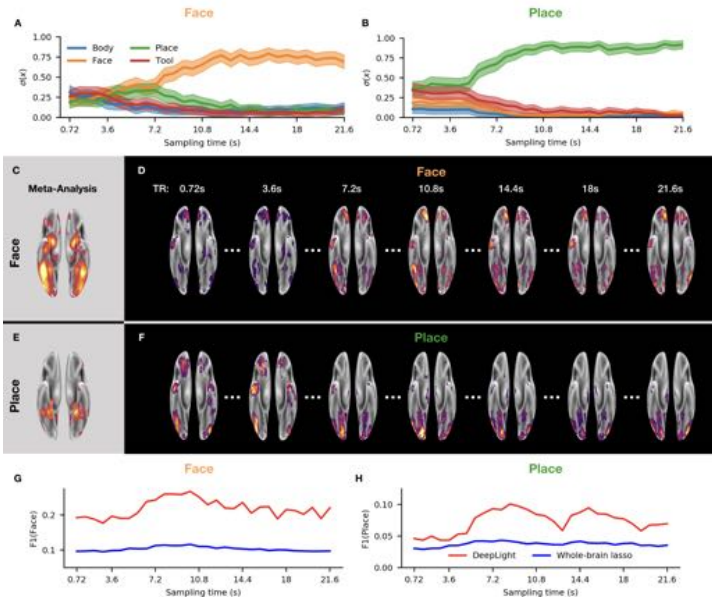 Face
Place
A
B
1.00
0.75
0.50
0.25
0.00
σ(x)
Body
Face
Place
Tool
0.72 3.6 7.2 10.8 14.4 18 21.6
Sampling time (s)
1.00
0.75
0.50
0.25
0.00
σ(x)
0.72 3.6 7.2 10.8 14.4 18 21.6
Sampling time (s)
C
Meta-Analysis
Face
D
Face
TR: 0.72s 3.6s 7.2s 10.8s 14.4s 18s 21.6s
E
Place
F
Place
Face
Place
G
F1(Face)
0.2
0.1
0.72 3.6 7.2 10.8 14.4 18 21.6
Sampling time (s)
H
F1(Place)
0.10
0.05
0.00
DeepLight
Whole-brain lasso
0.72 3.6 7.2 10.8 14.4 18 21.6
Sampling time (s)